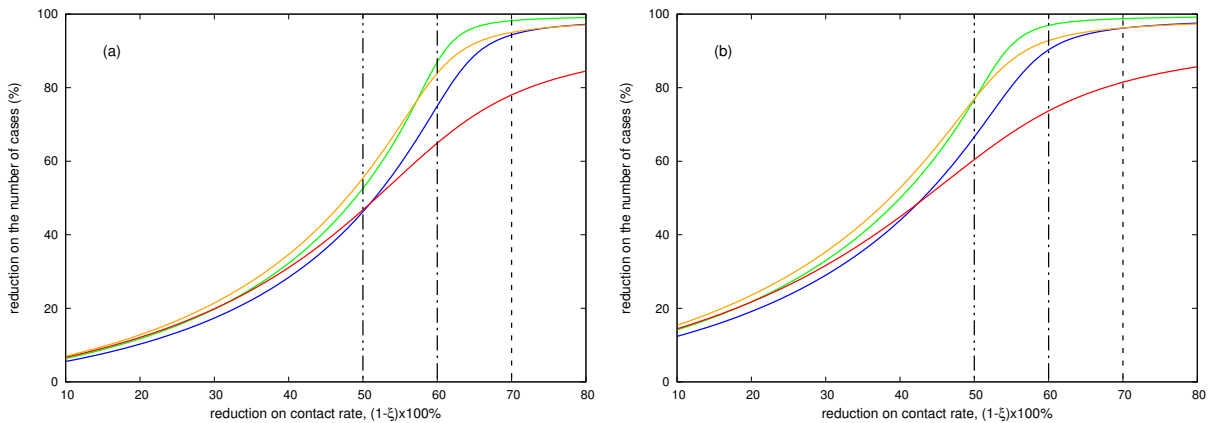 100
80
60
40
20
0
10 20 30 40 50 60 70 80
reduction on the number of cases (%)
reduction on contact rate, (1-ξ)x100%
(a)
100
80
60
40
20
0
10 20 30 40 50 60 70 80
reduction on the number of cases (%)
reduction on contact rate, (1-ξ)x100%
(b)